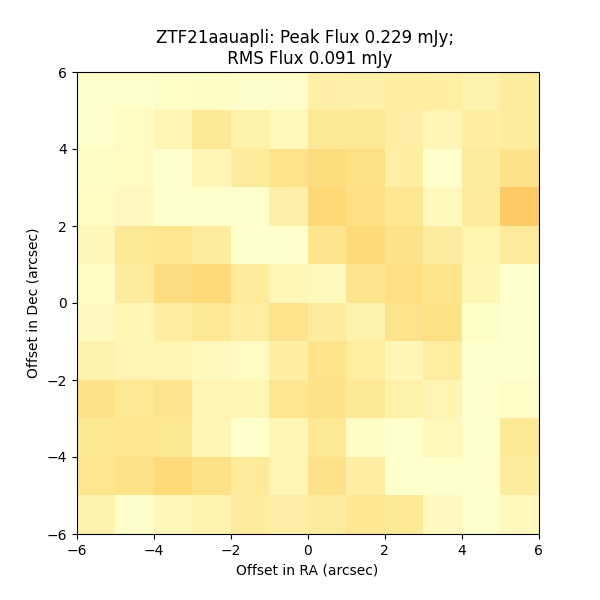 ZTF21aauapli: Peak Flux 0.229 mJy;
RMS Flux 0.091 mJy
6
4
2
0
−2
−4
−6
Offset in Dec (arcsec)
−6 −4 −2 0 2 4 6
Offset in RA (arcsec)